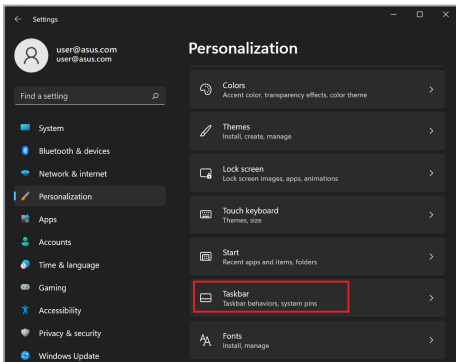 Settings
user@asus.com
user@asus.com
Find a setting
System
Bluetooth & devices
Network & internet
Personalization
Apps
Accounts
Time & language
Gaming
Accessibility
Privacy & security
Windows Update
Personalization
Colors
Accent color, transparency effects, color theme
Themes
Install, create, manage
Lock screen
Lock screen images, apps, animations
Touch keyboard
Themes, size
Start
Recent apps and items, folders
Taskbar
Taskbar behaviors, system pins
Fonts
Install, manage